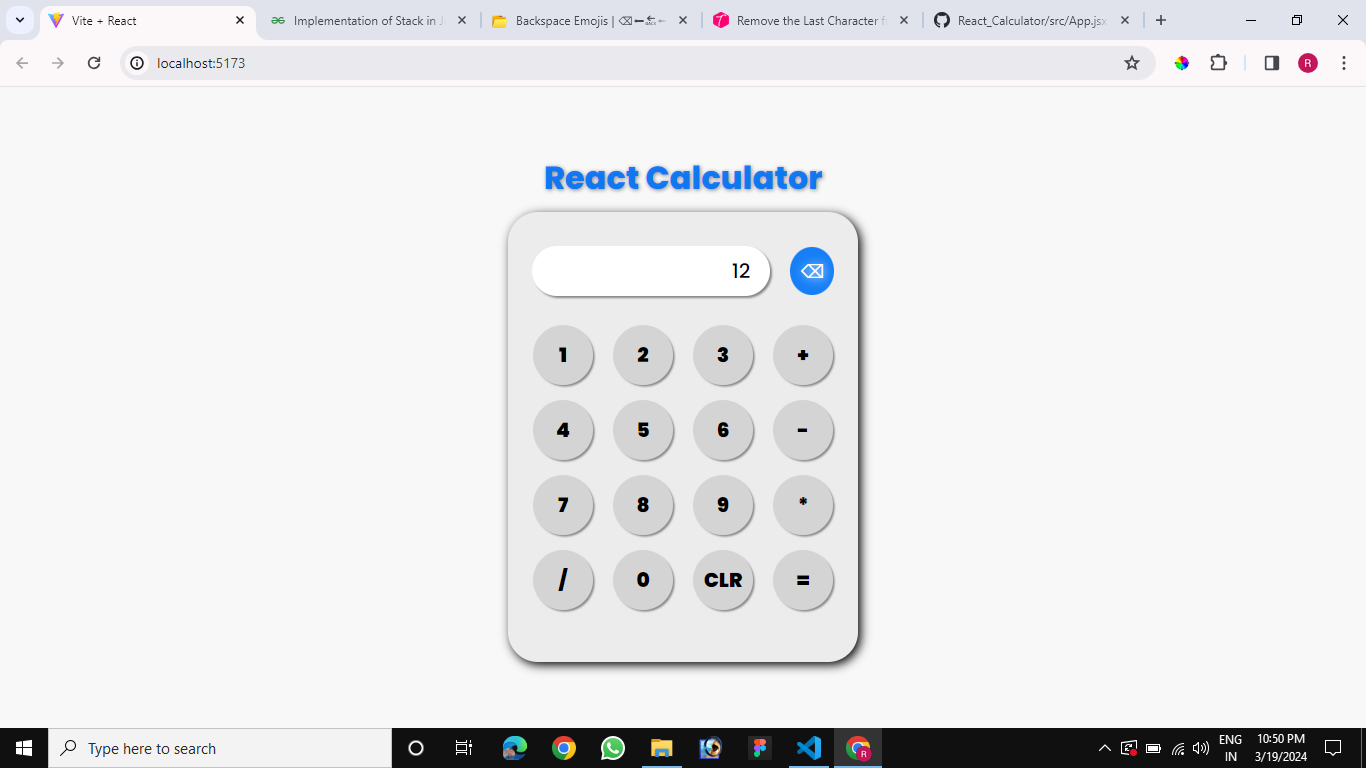 Vite + React
Implementation of Stack in J
Backspace Emojis | ⌫
Remove the Last Character f
React_Calculator/src/App.jsx
localhost:5173
R
React Calculator
12 ⌫
1 2 3 +
4 5 6 -
7 8 9 *
/ 0 CLR =
Type here to search
R
ENG
IN
10:50 PM
3/19/2024